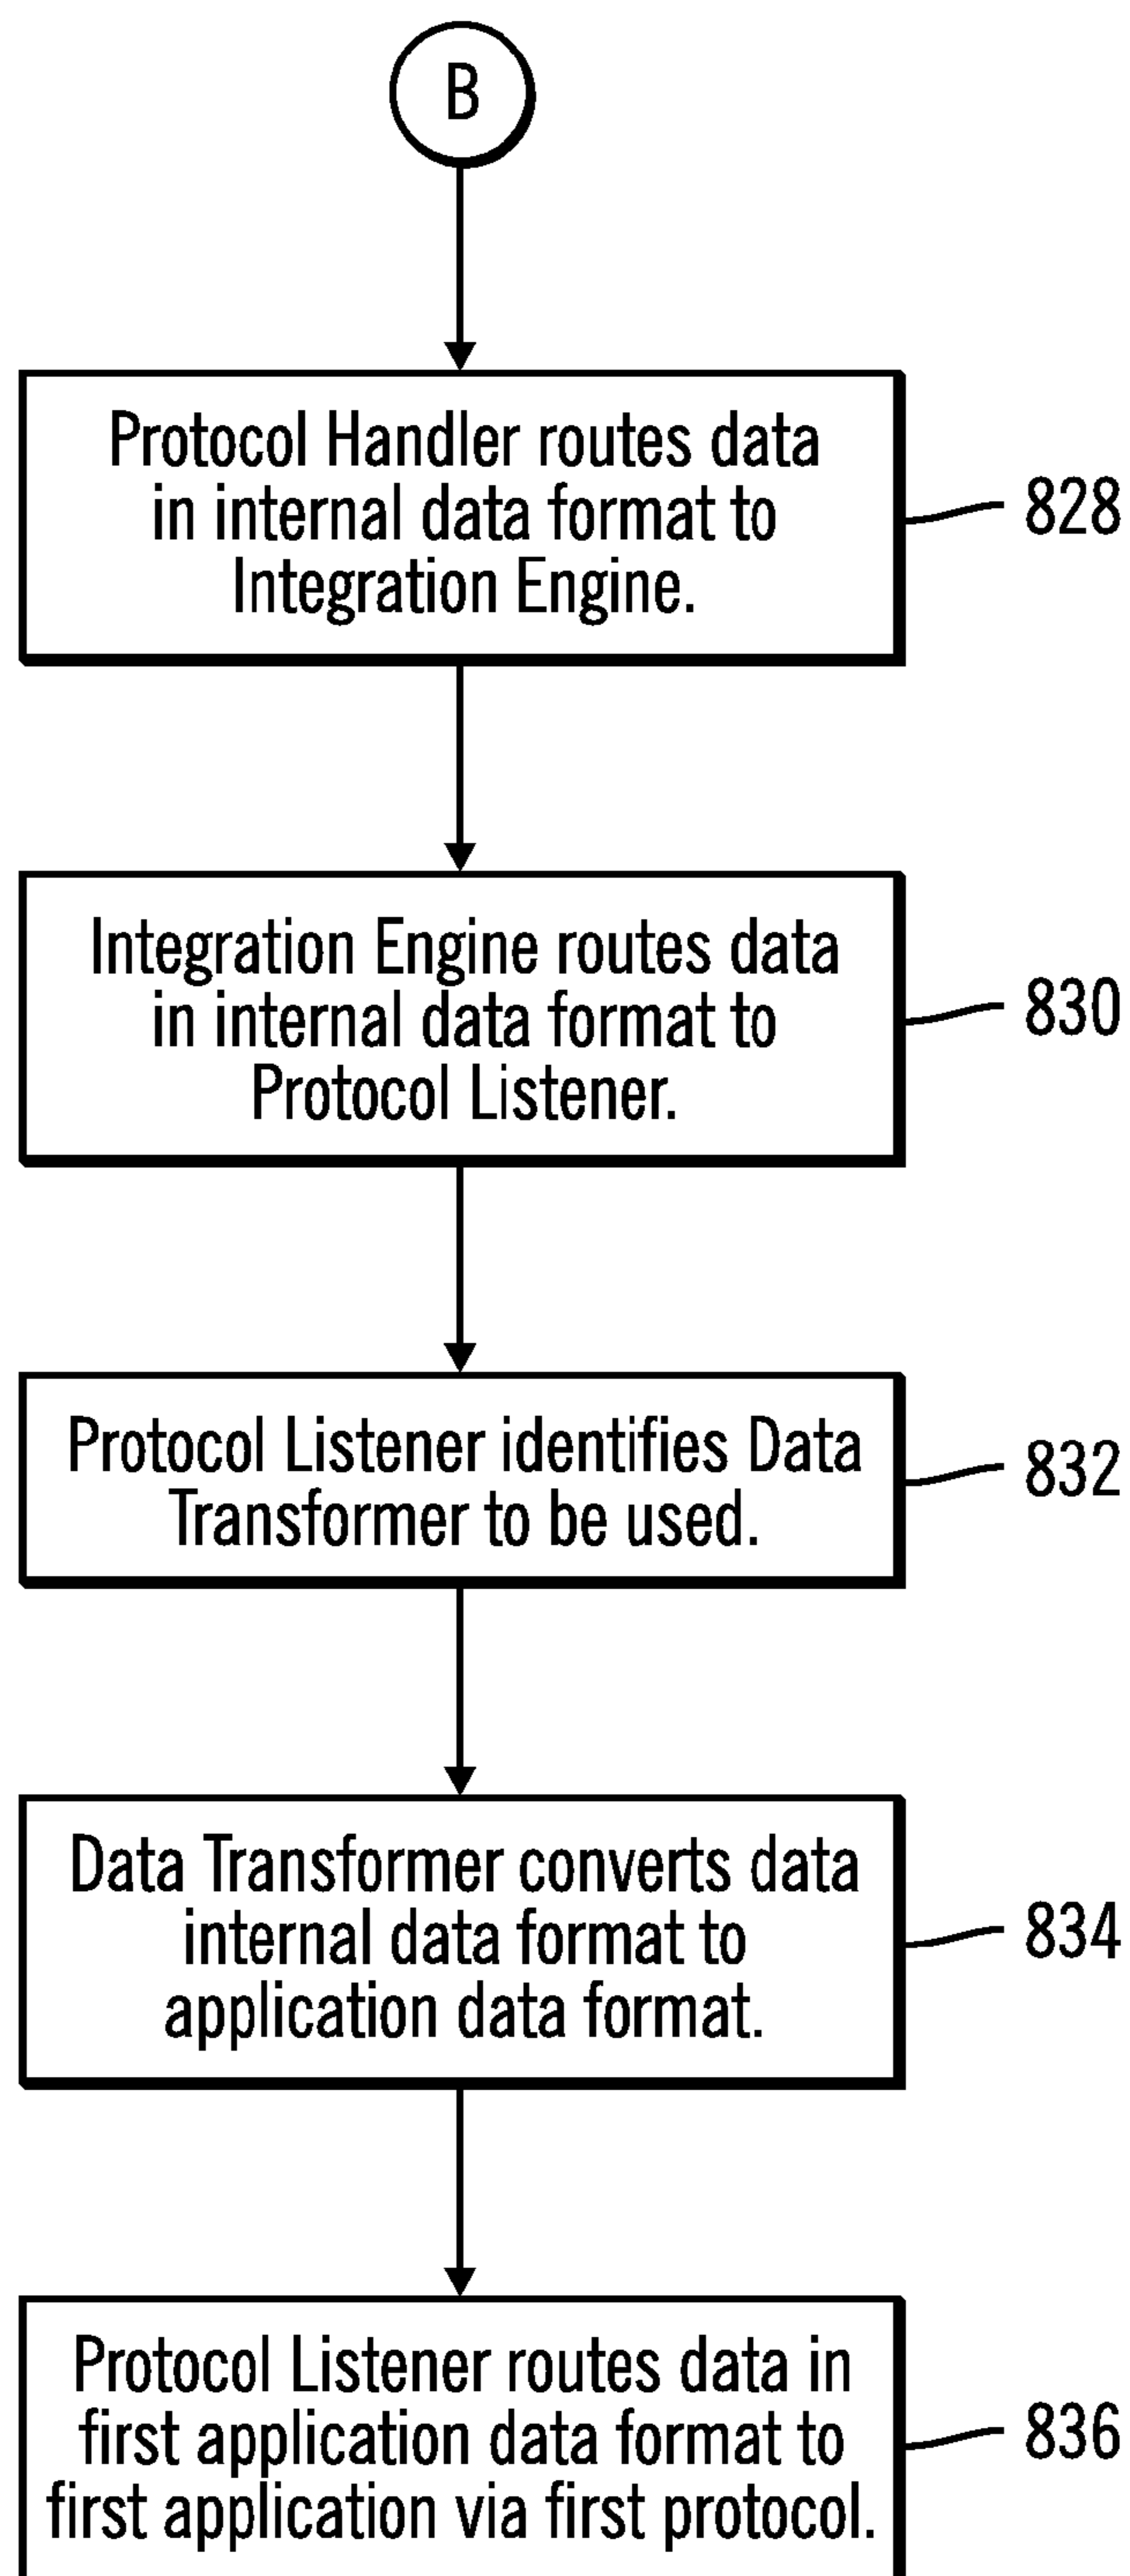 B
Protocol Handler routes data
in internal data format to
Integration Engine.
828
Integration Engine routes data
in internal data format to
Protocol Listener.
830
Protocol Listener identifies Data
Transformer to be used.
832
Data Transformer converts data
internal data format to
application data format.
834
Protocol Listener routes data in
first application data format to
first application via first protocol.
836